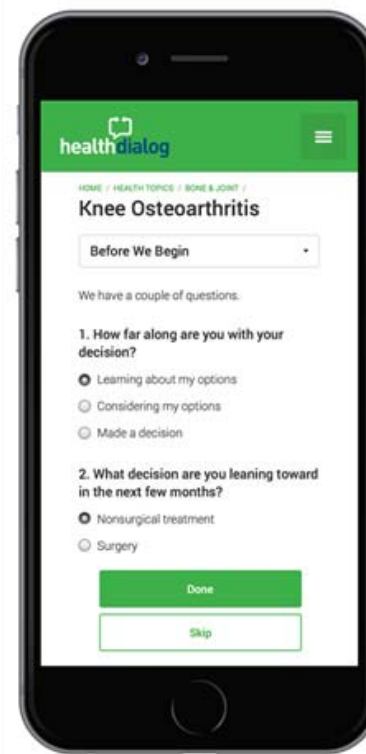 healthdialog
HOME / HEALTH TOPICS / BONE & JOINT /
Knee Osteoarthritis
Before We Begin
We have a couple of questions.
1. How far along are you with your
decision?
Learning about my options
Considering my options
Made a decision
2. What decision are you leaning toward
in the next few months?
Nonsurgical treatment
Surgery
Done
Skip